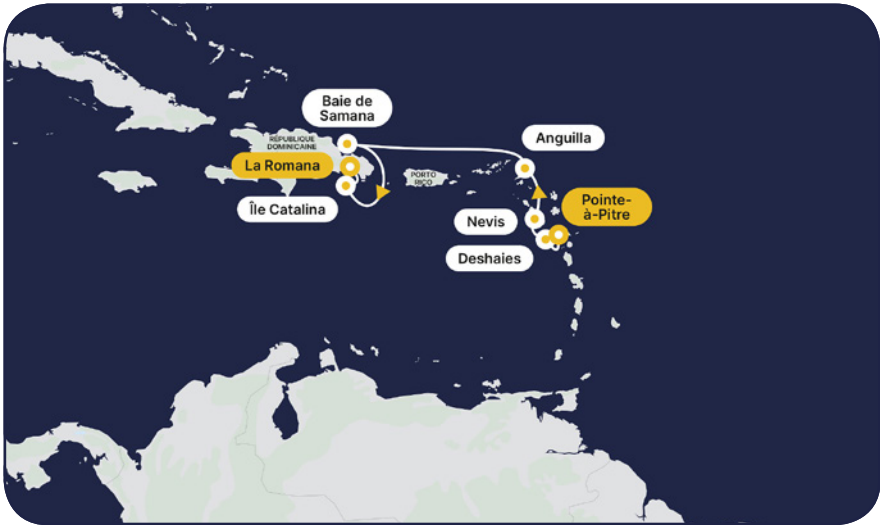 Baie de
Samana
RÉPUBLIQUE
DOMINICAINE
La Romana
Île Catalina
PORTO
RICO
Anguilla
Pointe-
à-Pitre
Nevis
Deshaies